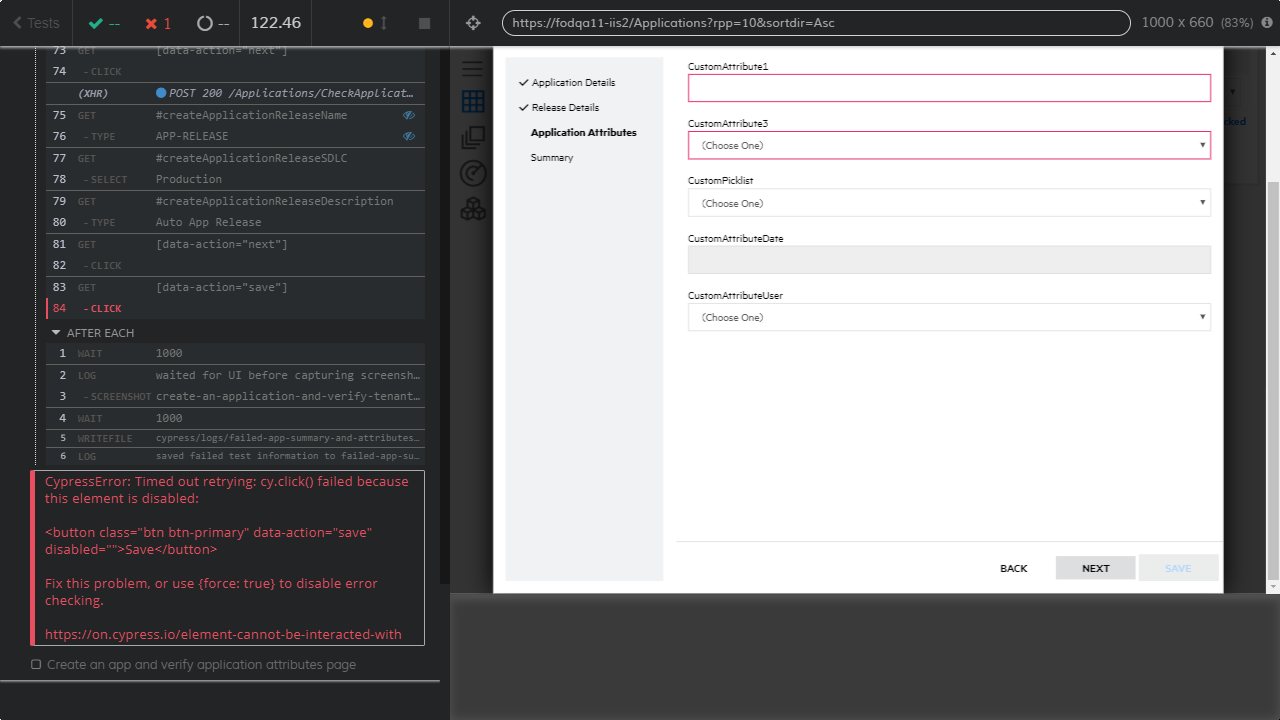 Tests
--
1
--
122.46
https://fodqa11-iis2/Applications?rpp=10&sortdir=Asc
1000 x 660 (83%)
73 GET [data-action="next"]
74 - CLICK
(XHR) POST 200 /Applications/CheckApplicat…
75 GET #createApplicationReleaseName
76 - TYPE APP-RELEASE
77 GET #createApplicationReleaseSDLC
78 - SELECT Production
79 GET #createApplicationReleaseDescription
80 - TYPE Auto App Release
81 GET [data-action="next"]
82 - CLICK
83 GET [data-action="save"]
84 - CLICK
AFTER EACH
1 WAIT 1000
2 LOG waited for UI before capturing screensh…
3 - SCREENSHOT create-an-application-and-verify-tenant…
4 WAIT 1000
5 WRITEFILE cypress/logs/failed-app-summary-and-attributes…
6 LOG saved failed test information to failed-app-su…
CypressError: Timed out retrying: cy.click() failed because
this element is disabled:
<button class="btn btn-primary" data-action="save"
disabled="">Save</button>
Fix this problem, or use {force: true} to disable error
checking.
https://on.cypress.io/element-cannot-be-interacted-with
Create an app and verify application attributes page
Application Details
Release Details
Application Attributes
Summary
CustomAttribute1
CustomAttribute3
(Choose One)
CustomPicklist
(Choose One)
CustomAttributeDate
CustomAttributeUser
(Choose One)
BACK
NEXT
SAVE